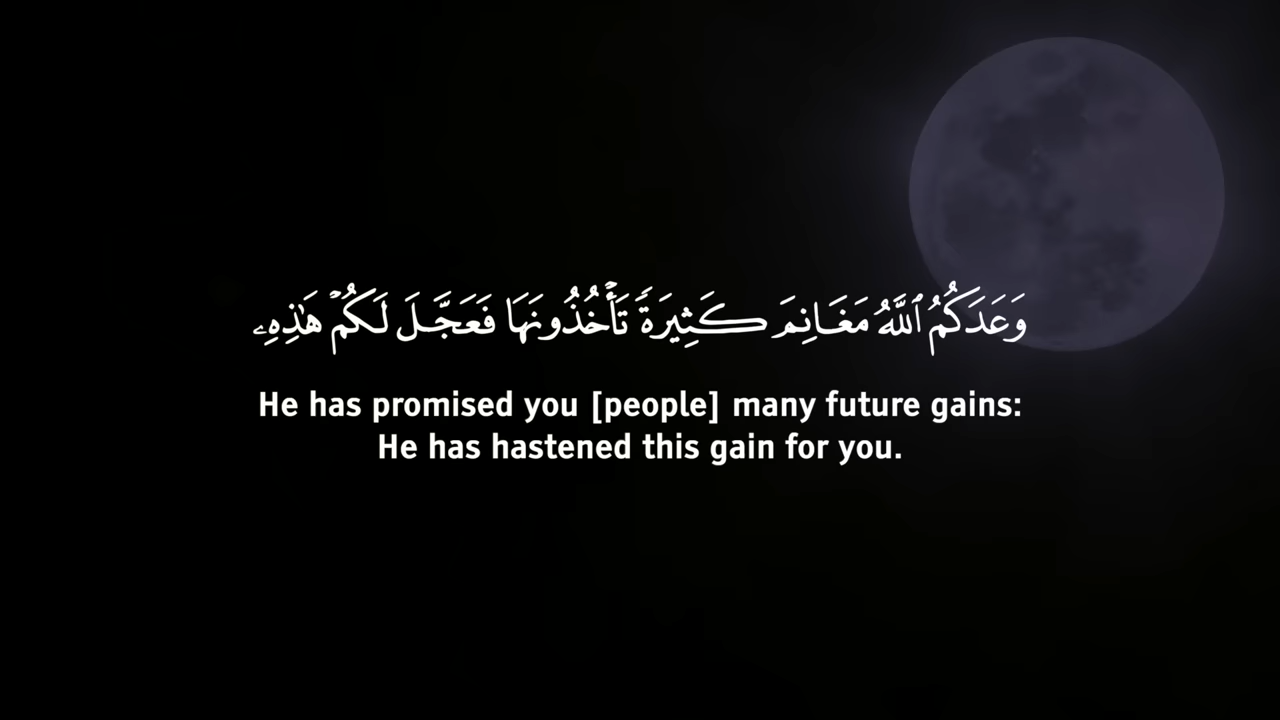 وَعَدَكُمُ ٱللَّهُ مَغَانِمَ كَثِيرَةً تَأْخُذُونَهَا فَعَجَّلَ لَكُمْ هَٰذِهِۦ
He has promised you [people] many future gains:
He has hastened this gain for you.